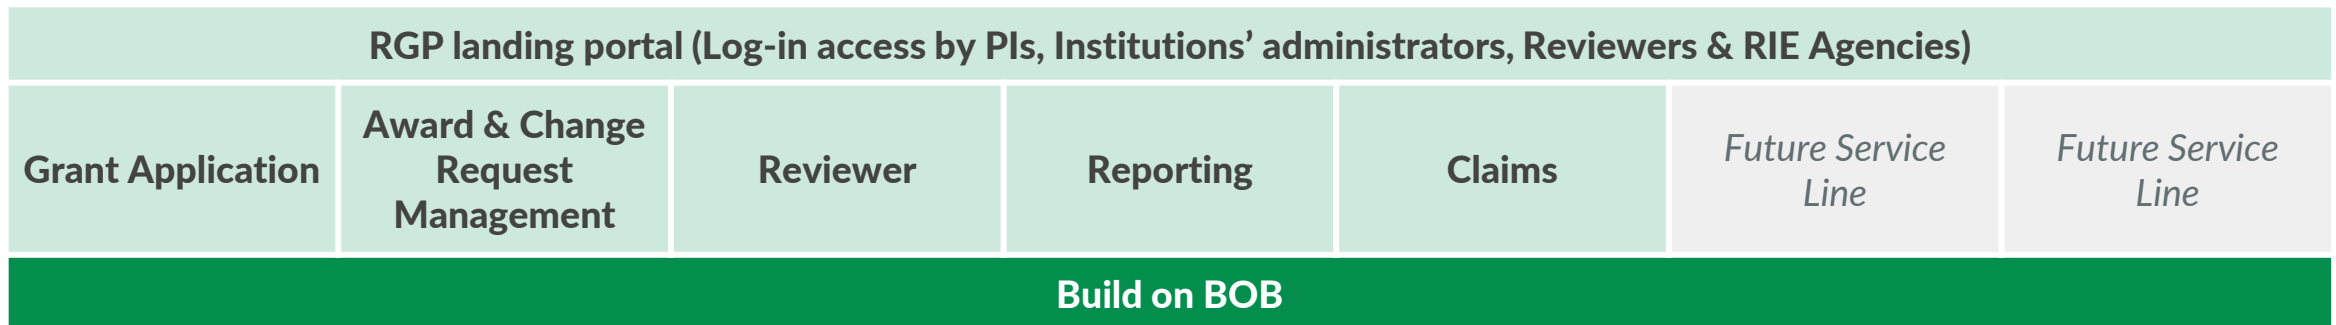 RGP landing portal (Log-in access by PIs, Institutions’ administrators, Reviewers & RIE Agencies)
Grant Application
Award & Change
Request
Management
Reviewer
Reporting
Claims
Future Service
Line
Future Service
Line
Build on BOB